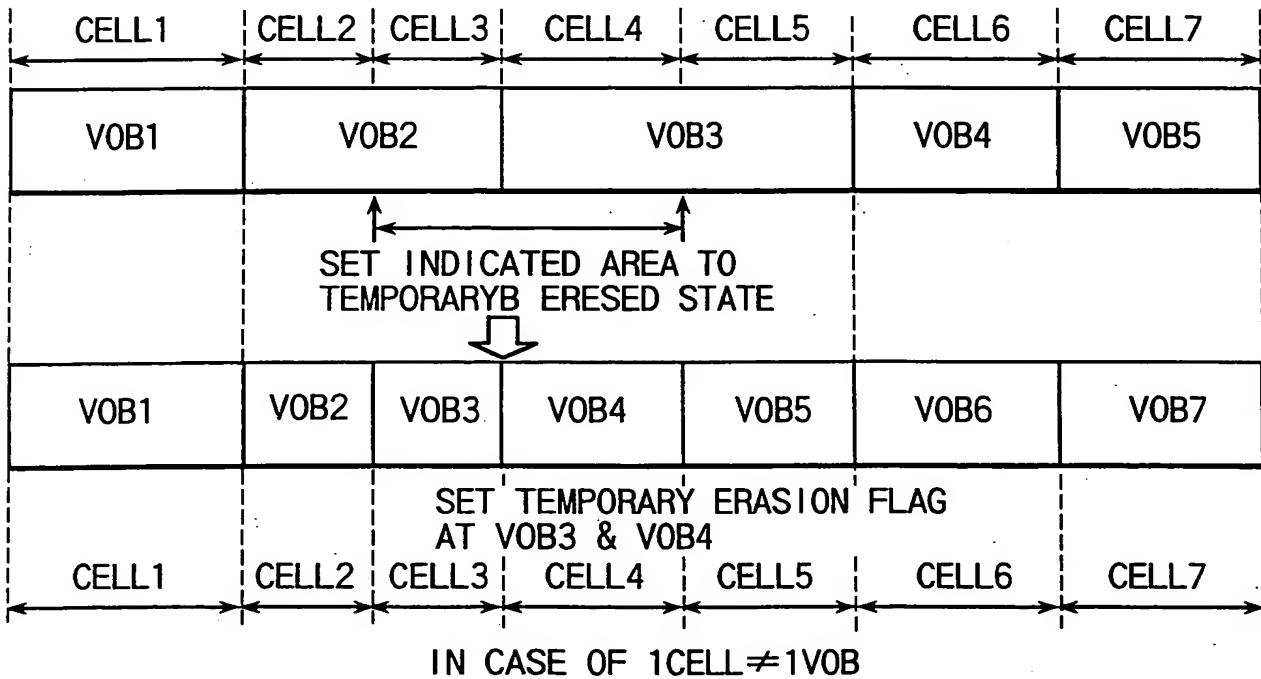 CELL1 CELL2 CELL3 CELL4 CELL5 CELL6 CELL7
VOB1 VOB2 VOB3 VOB4 VOB5
SET INDICATED AREA TO
TEMPORARYB ERESED STATE
VOB1 VOB2 VOB3 VOB4 VOB5 VOB6 VOB7
SET TEMPORARY ERASION FLAG
AT VOB3 & VOB4
CELL1 CELL2 CELL3 CELL4 CELL5 CELL6 CELL7
IN CASE OF 1CELL≠1VOB